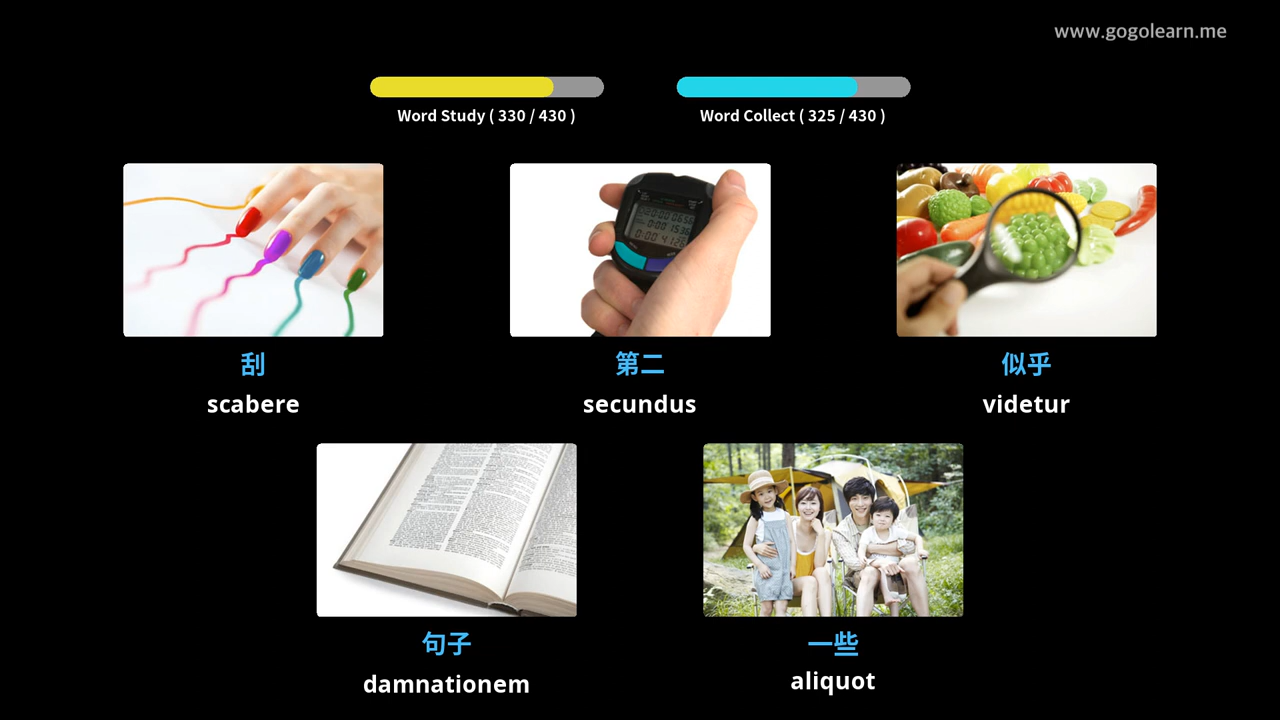 www.gogolearn.me
Word Study ( 330 / 430 )
Word Collect ( 325 / 430 )
刮
scabere
第二
secundus
似乎
videtur
句子
damnationem
一些
aliquot